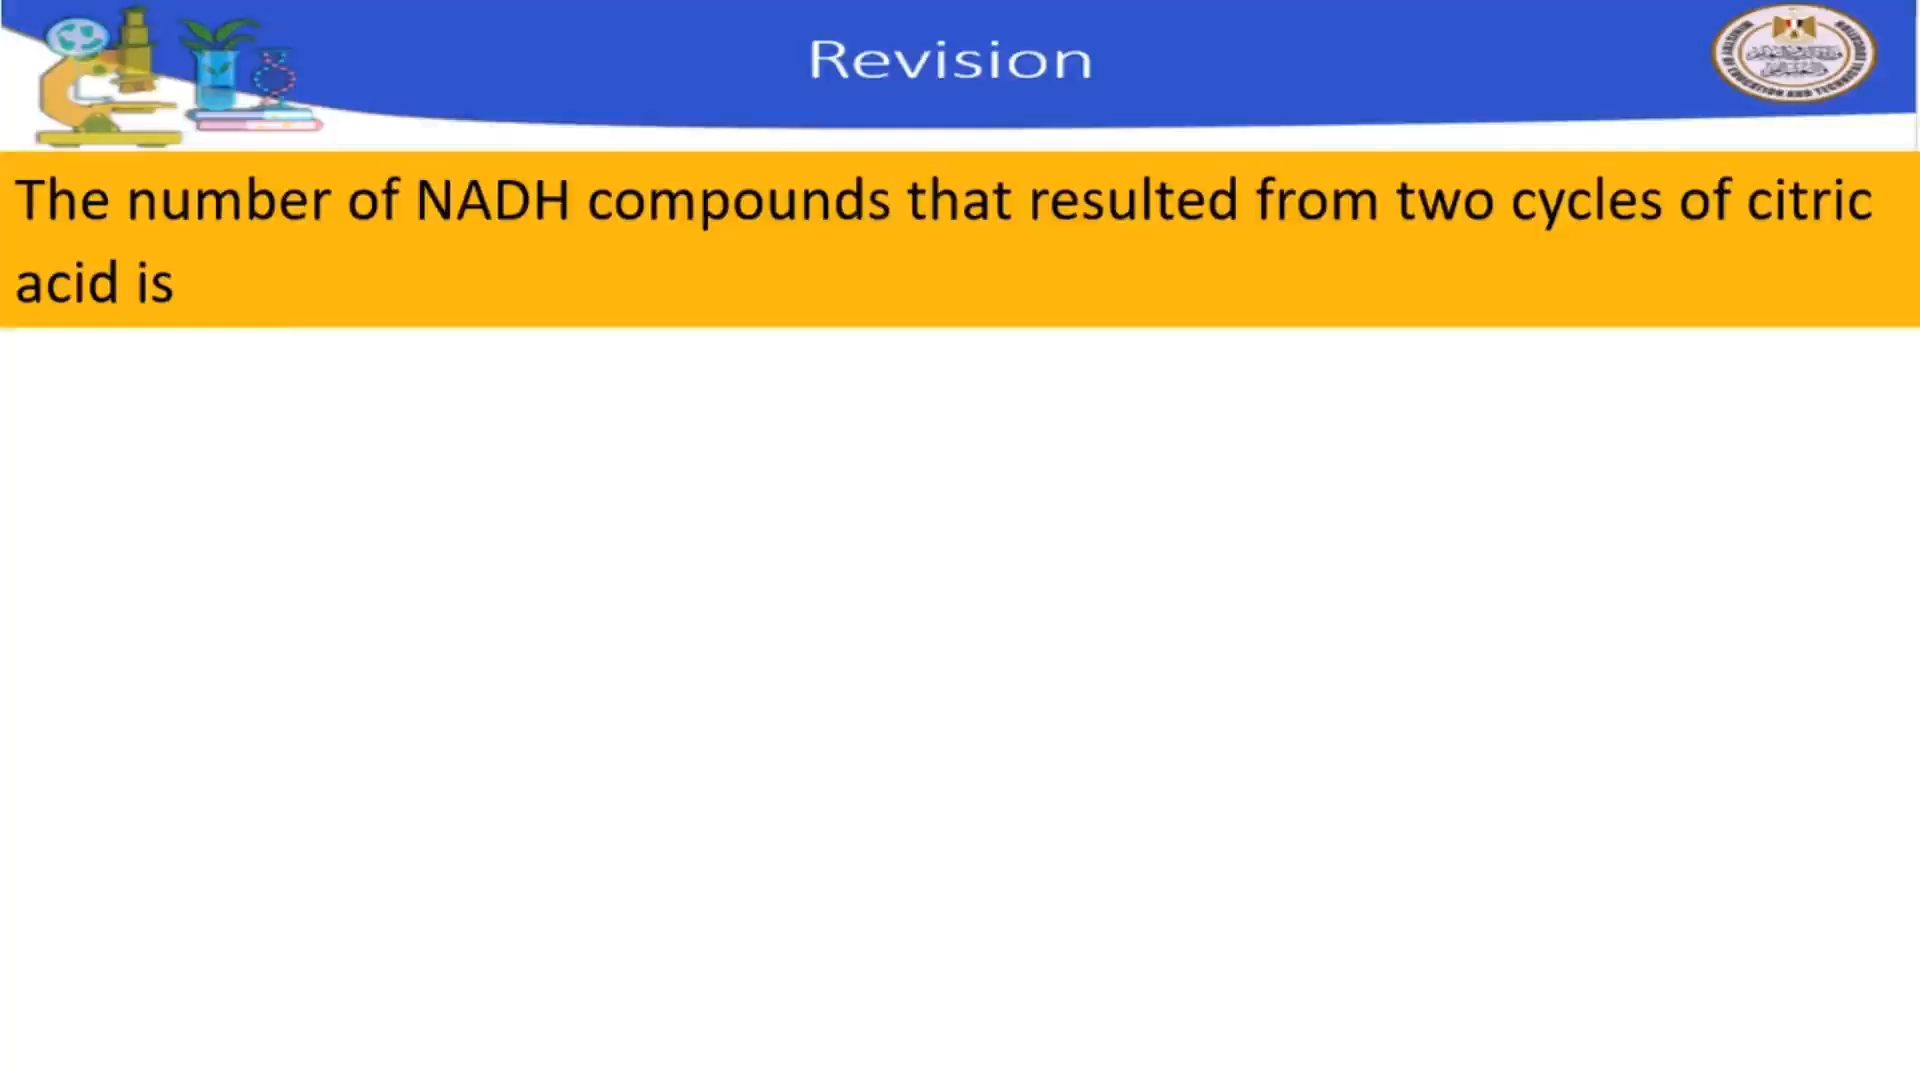 Revision
The number of NADH compounds that resulted from two cycles of citric
acid is